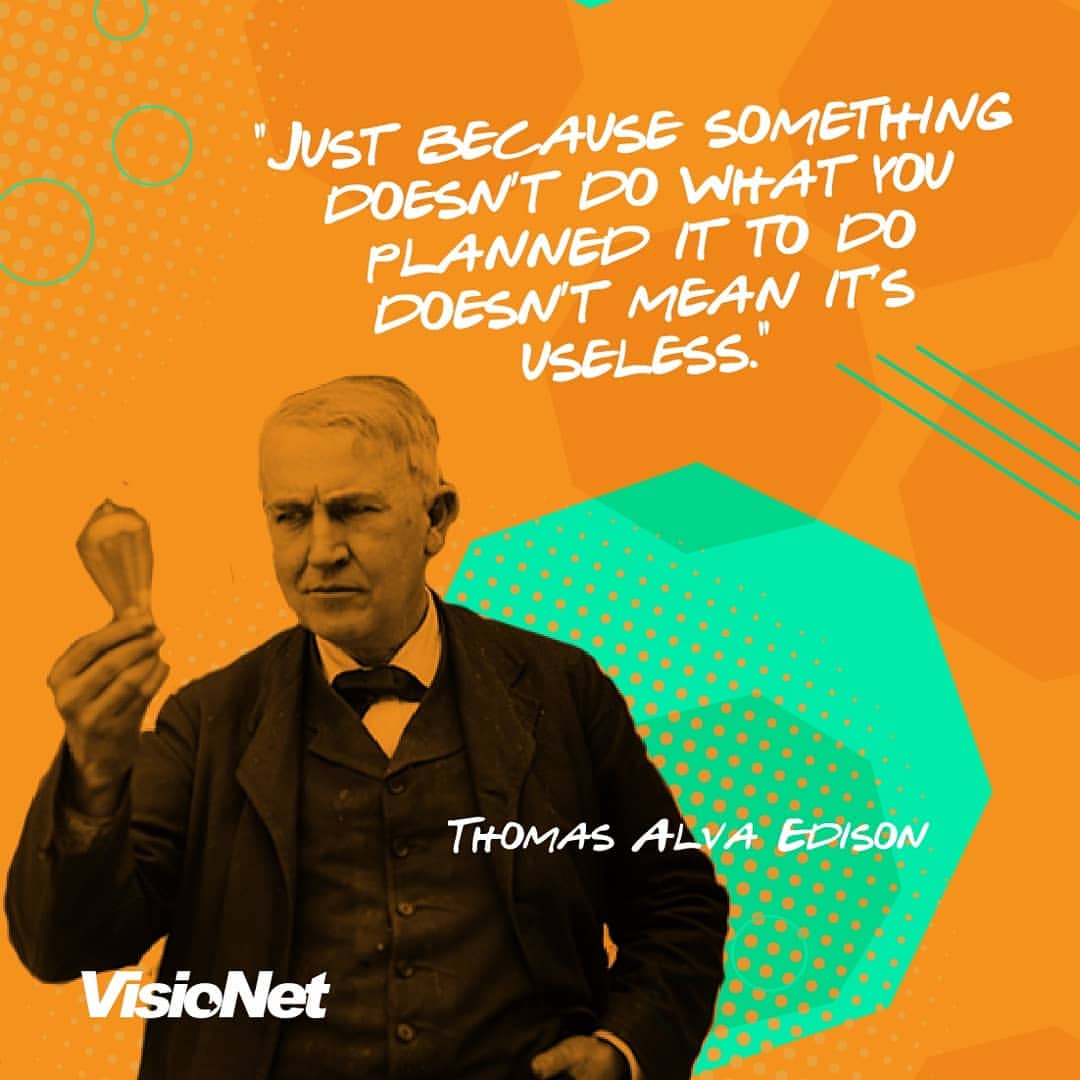 "JUST BECAUSE SOMETHING
DOESN'T DO WHAT YOU
PLANNED IT TO DO
DOESN'T MEAN IT'S
USELESS."
THOMAS ALVA EDISON
VisioNet